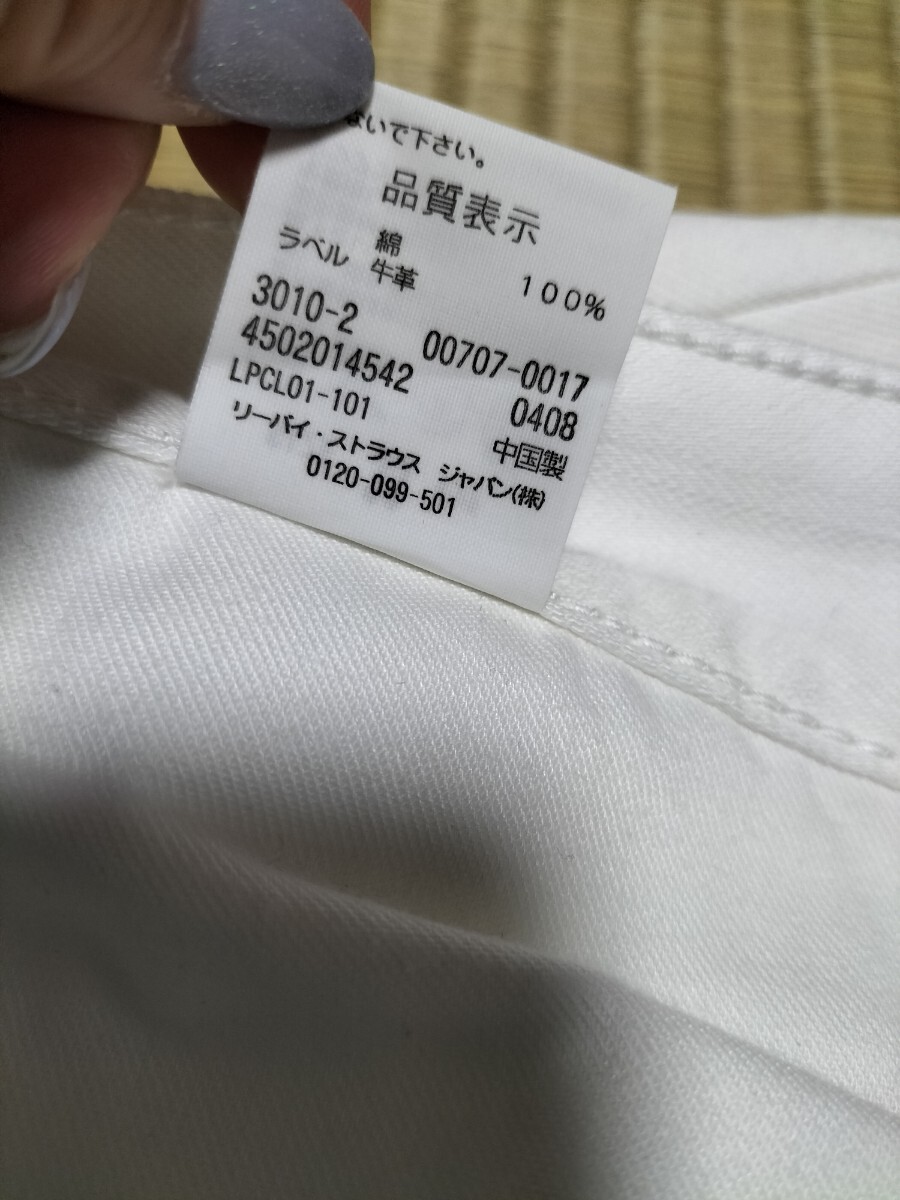 ないで下さい。
品質表示
綿 100%
ラベル 牛革
3010-2 00707-0017
4502014542 0408
LPCL01-101 中国製
リーバイ・ストラウス ジャパン(株)
0120-099-501